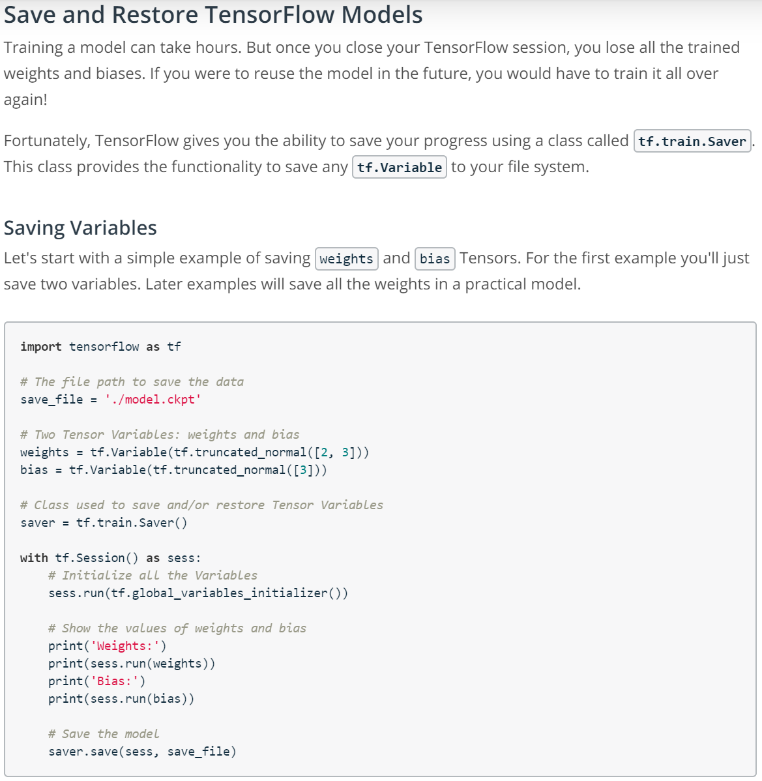 Save and Restore TensorFlow Models
Training a model can take hours. But once you close your TensorFlow session, you lose all the trained
weights and biases. If you were to reuse the model in the future, you would have to train it all over
again!
Fortunately, TensorFlow gives you the ability to save your progress using a class called tf.train.Saver.
This class provides the functionality to save any tf.Variable to your file system.
Saving Variables
Let's start with a simple example of saving weights and bias Tensors. For the first example you'll just
save two variables. Later examples will save all the weights in a practical model.
import tensorflow as tf
# The file path to save the data
save_file = './model.ckpt'
# Two Tensor Variables: weights and bias
weights = tf.Variable(tf.truncated_normal([2, 3]))
bias = tf.Variable(tf.truncated_normal([3]))
# Class used to save and/or restore Tensor Variables
saver = tf.train.Saver()
with tf.Session() as sess:
    # Initialize all the Variables
    sess.run(tf.global_variables_initializer())
    # Show the values of weights and bias
    print('Weights:')
    print(sess.run(weights))
    print('Bias:')
    print(sess.run(bias))
    # Save the model
    saver.save(sess, save_file)